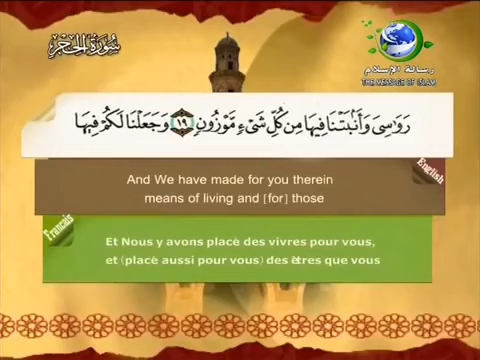 سورة الحجر
رسالة الإسلام
THE MESSAGE OF ISLAM
رَوَٰسِىَ وَأَنۢبَتْنَا فِيهَا مِن كُلِّ شَىْءٍ مَّوْزُونٍ ١٩ وَجَعَلْنَا لَكُمْ فِيهَا
English
And We have made for you therein
means of living and [for] those
Francais
Et Nous y avons placé des vivres pour vous,
et (placé aussi pour vous) des êtres que vous